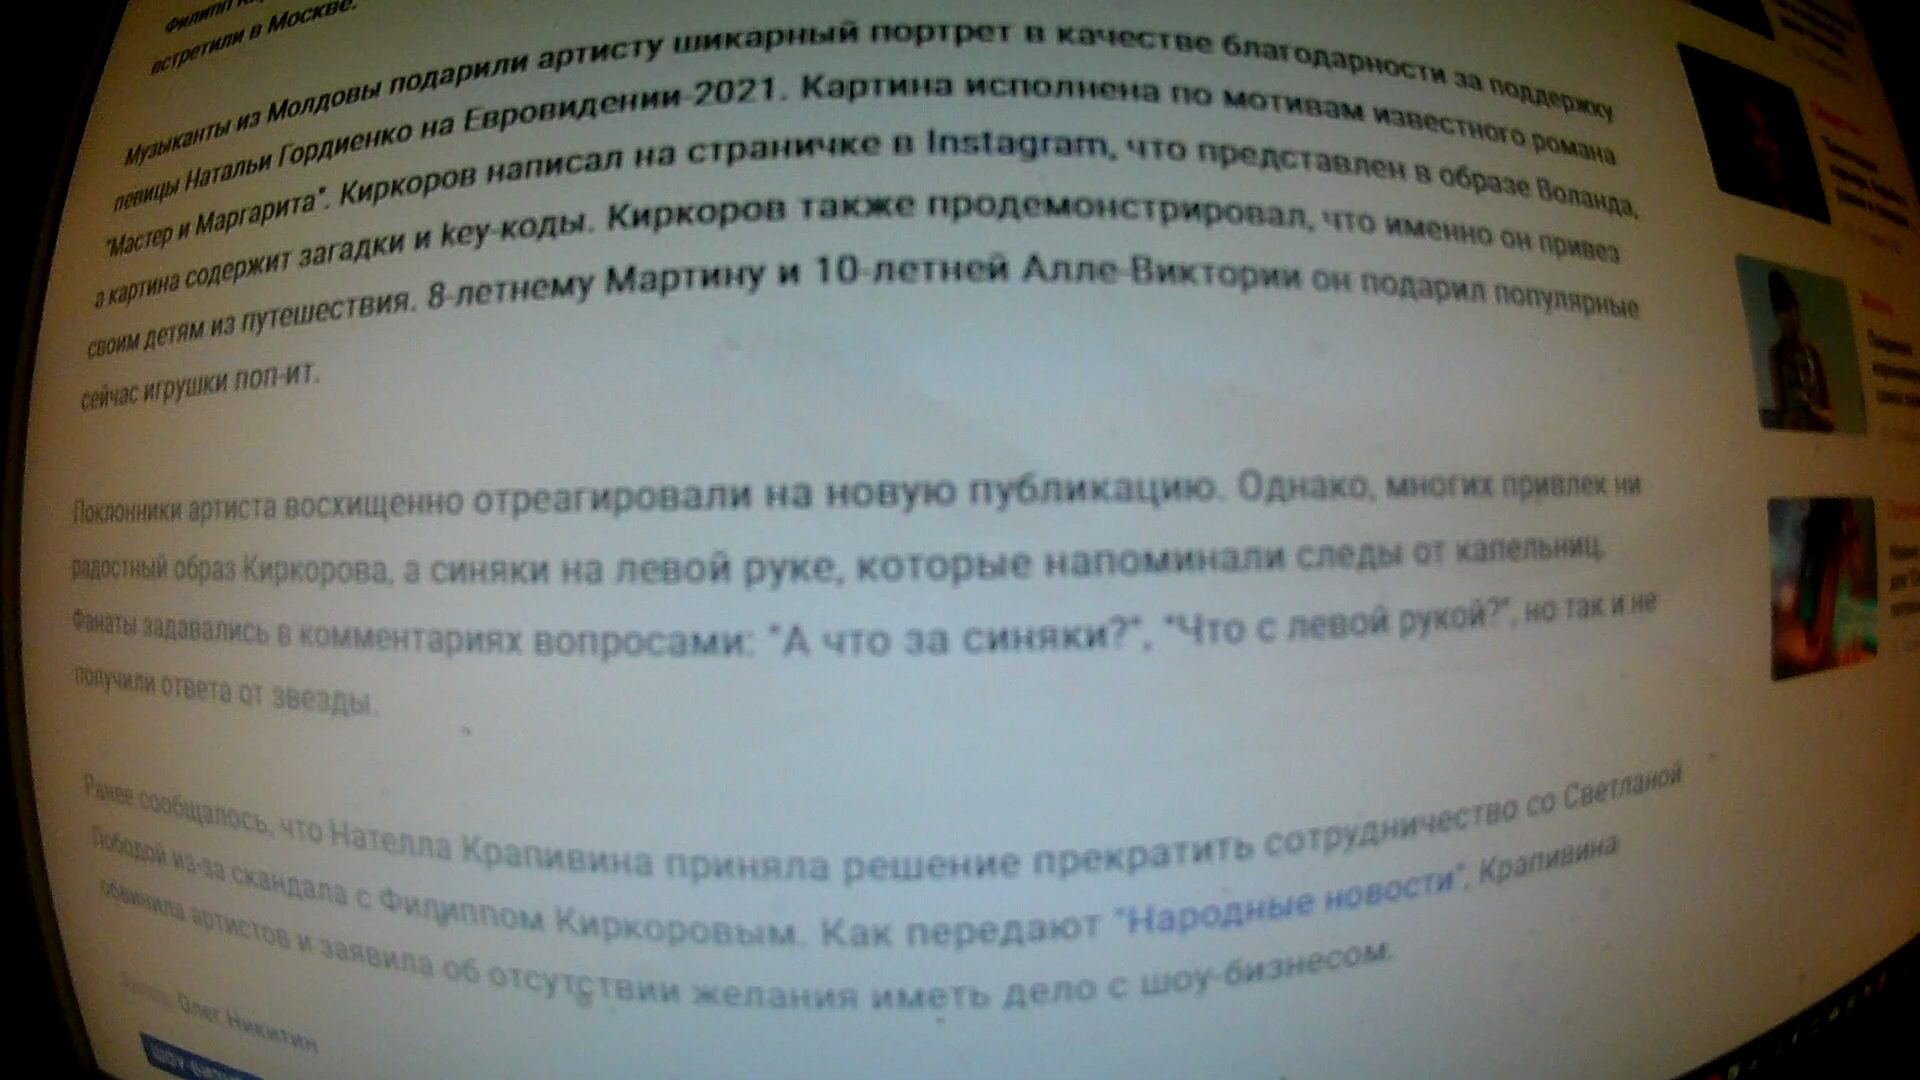 Филипп
встретили в Москве.
Музыканты из Молдовы подарили артисту шикарный портрет в качестве благодарности за поддержку
певицы Натальи Гордиенко на Евровидении-2021. Картина исполнена по мотивам известного романа
"Мастер и Маргарита". Киркоров написал на страничке в Instagram, что представлен в образе Воланда,
а картина содержит загадки и key-коды. Киркоров также продемонстрировал, что именно он привез
своим детям из путешествия. 8-летнему Мартину и 10-летней Алле-Виктории он подарил популярные
сейчас игрушки поп-ит.
Поклонники артиста восхищенно отреагировали на новую публикацию. Однако, многих привлек ни
радостный образ Киркорова, а синяки на левой руке, которые напоминали следы от капельниц.
Фанаты задавались в комментариях вопросами: "А что за синяки?", "Что с левой рукой?", но так и не
получили ответа от звезды.
Ранее сообщалось, что Нателла Крапивина приняла решение прекратить сотрудничество со Светланой
Лободой из-за скандала с Филиппом Киркоровым. Как передают "Народные новости", Крапивина
обвинила артистов и заявила об отсутствии желания иметь дело с шоу-бизнесом.
Олег Никитин